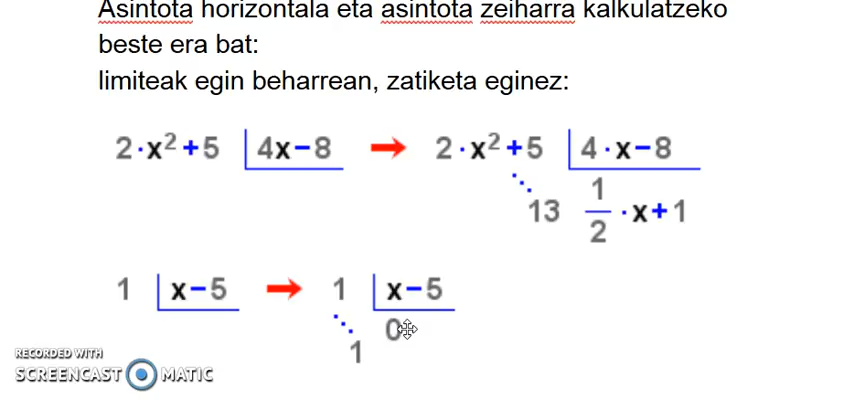 Asintota horizontala eta asintota zeiharra kalkulatzeko
beste era bat:
limiteak egin beharrean, zatiketa eginez:
2·x²+5 4x−8 → 2·x²+5 4·x−8
13 1/2·x+1
1 x−5 → 1 x−5
0
1
RECORDED WITH
SCREENCAST MATIC